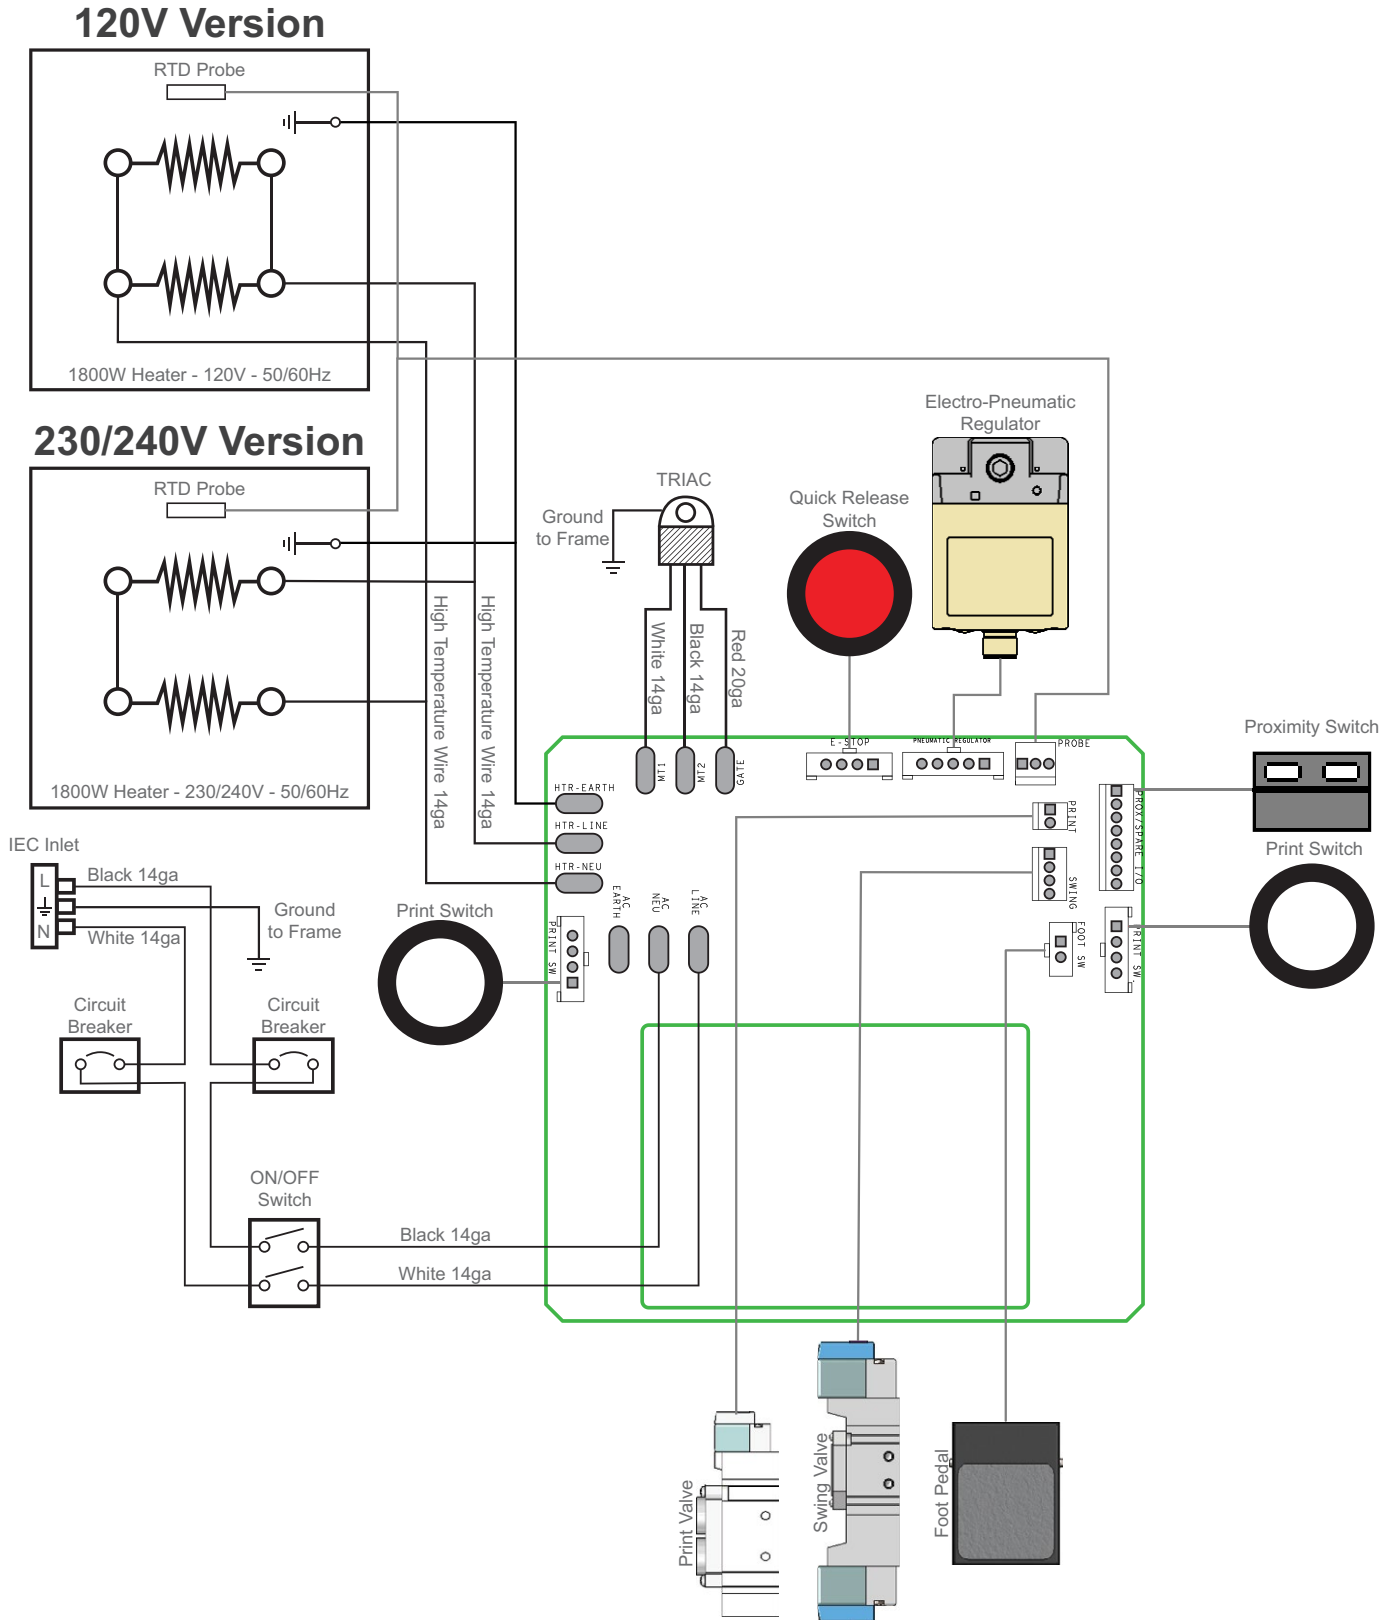 120V Version
RTD Probe
1800W Heater - 120V - 50/60Hz
230/240V Version
RTD Probe
1800W Heater - 230/240V - 50/60Hz
High Temperature Wire 14ga
High Temperature Wire 14ga
TRIAC
Ground
to Frame
White 14ga
Black 14ga
Red 20ga
Quick Release
Switch
Electro-Pneumatic
Regulator
Proximity Switch
Print Switch
E-STOP
PNEUMATIC REGULATOR
PROBE
MT1
MT2
GATE
HTR-EARTH
HTR-LINE
HTR-NEU
AC
EARTH
AC
NEU
AC
LINE
PRINT
SWING
PROX/SPARE I/O
FOOT SW
PRINT SW.
PRINT SW
IEC Inlet
L
N
Black 14ga
White 14ga
Ground
to Frame
Print Switch
Circuit
Breaker
Circuit
Breaker
ON/OFF
Switch
Black 14ga
White 14ga
Print Valve
Swing Valve
Foot Pedal